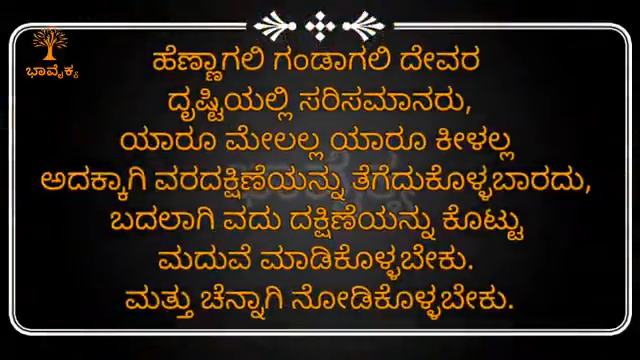 ಭಾವೈಕ್ಯ
ಹೆಣ್ಣಾಗಲಿ ಗಂಡಾಗಲಿ ದೇವರ
ದೃಷ್ಟಿಯಲ್ಲಿ ಸರಿಸಮಾನರು,
ಯಾರೂ ಮೇಲಲ್ಲ ಯಾರೂ ಕೀಳಲ್ಲ
ಅದಕ್ಕಾಗಿ ವರದಕ್ಷಿಣೆಯನ್ನು ತೆಗೆದುಕೊಳ್ಳಬಾರದು,
ಬದಲಾಗಿ ವದು ದಕ್ಷಿಣೆಯನ್ನು ಕೊಟ್ಟು
ಮದುವೆ ಮಾಡಿಕೊಳ್ಳಬೇಕು.
ಮತ್ತು ಚೆನ್ನಾಗಿ ನೋಡಿಕೊಳ್ಳಬೇಕು.